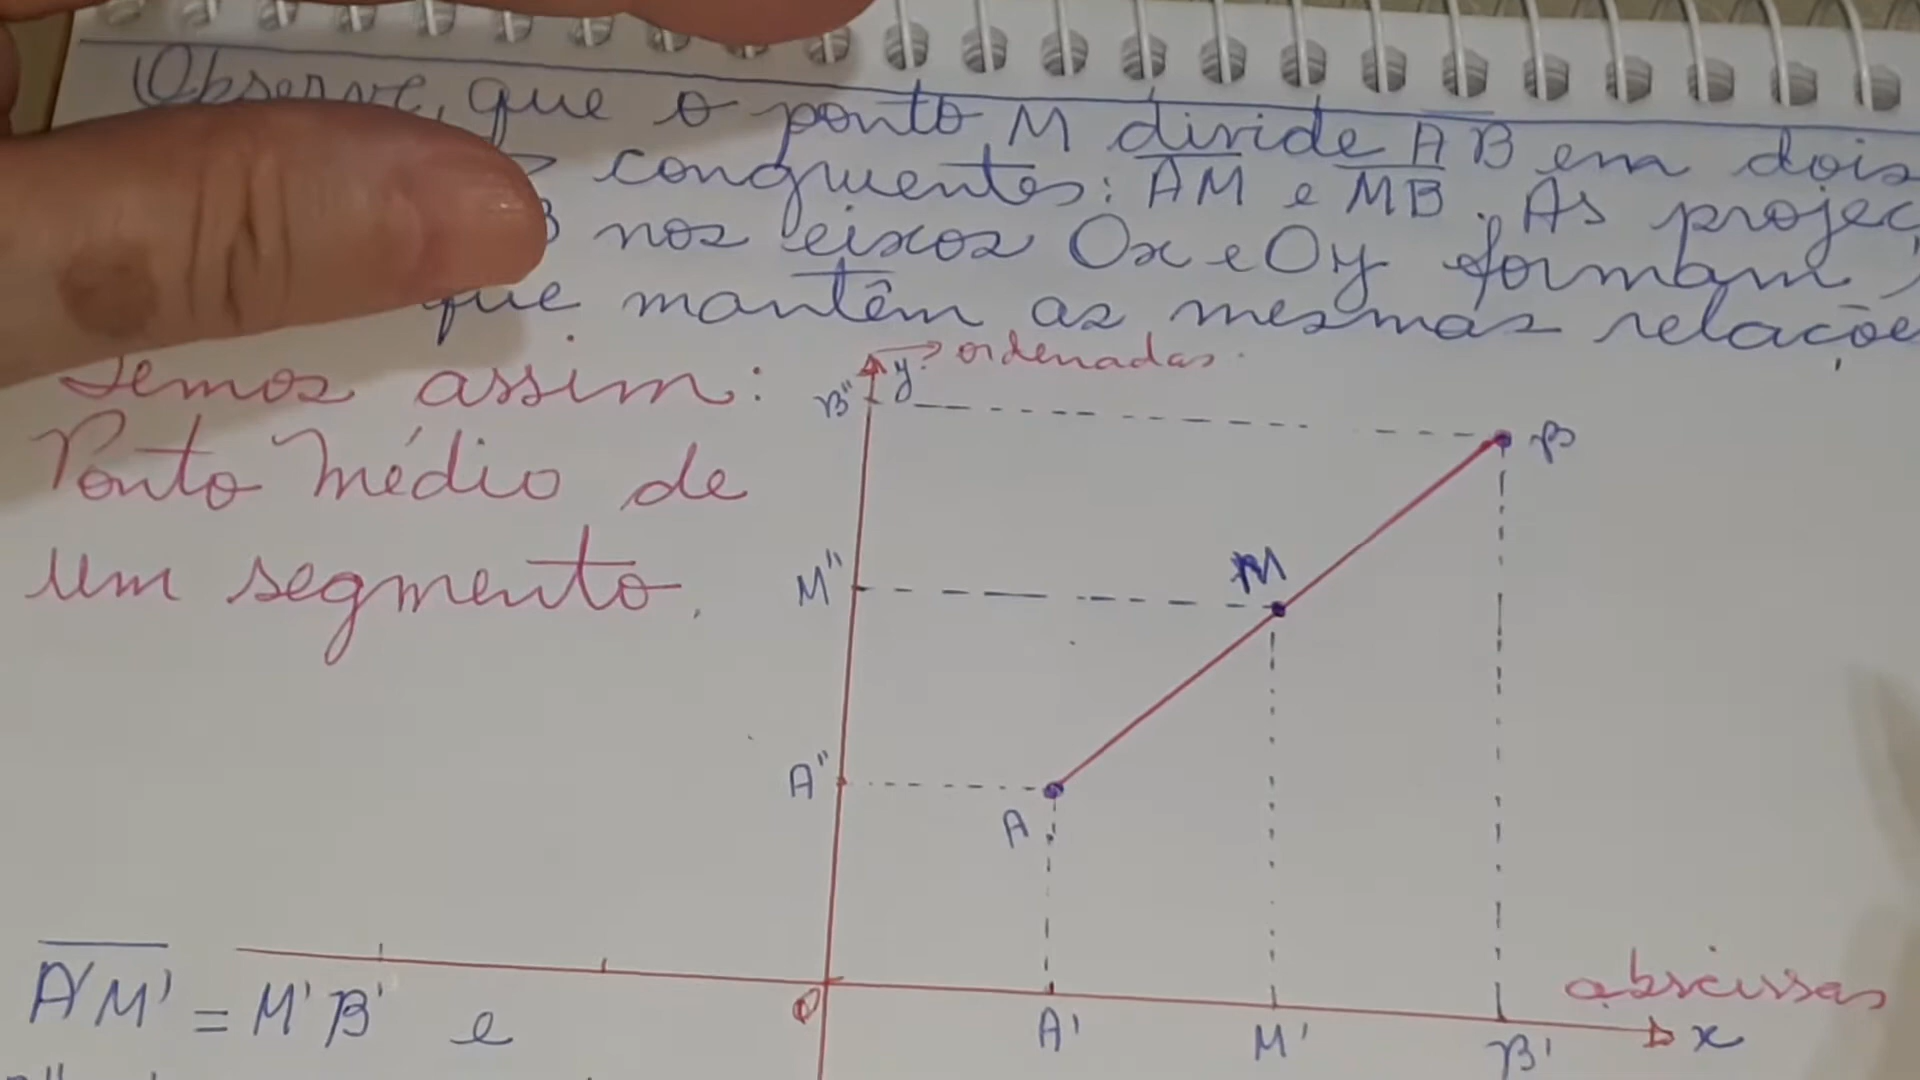 Observe, que o ponto M divide AB em dois
congruentes: AM e MB. As projeç
B nos eixos Ox e Oy formam
que mantêm as mesmas relaçõe
Temos assim:
y → ordenadas.
B"
B
Ponto Médio de
um segmento.
M"
M
A"
A
abscissas
A'M' = M'B' e
O
A'
M'
B'
x